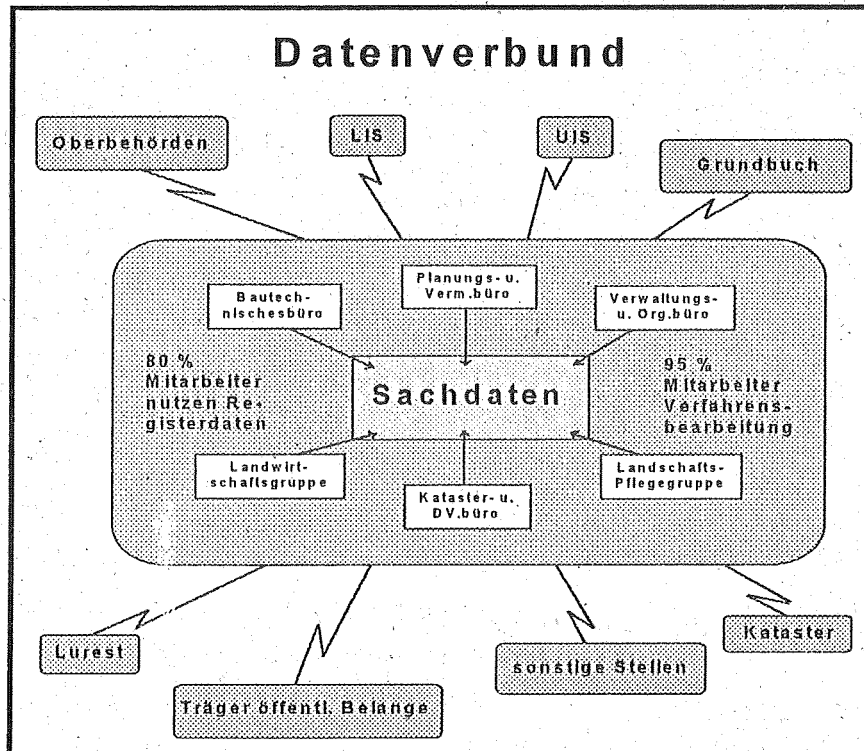 Datenverbund
Oberbehörden
LIS
UIS
Grundbuch
Planungs- u.
Verm.büro
Bautech-
nischesbüro
Verwaltungs-
u. Org.büro
80 %
Mitarbeiter
nutzen Re-
gisterdaten
Sachdaten
95 %
Mitarbeiter
Verfahrens-
bearbeitung
Landwirt-
schaftsgruppe
Kataster- u.
DV.büro
Landschafts-
Pflegegruppe
Lurest
Träger öffentl. Belange
sonstige Stellen
Kataster